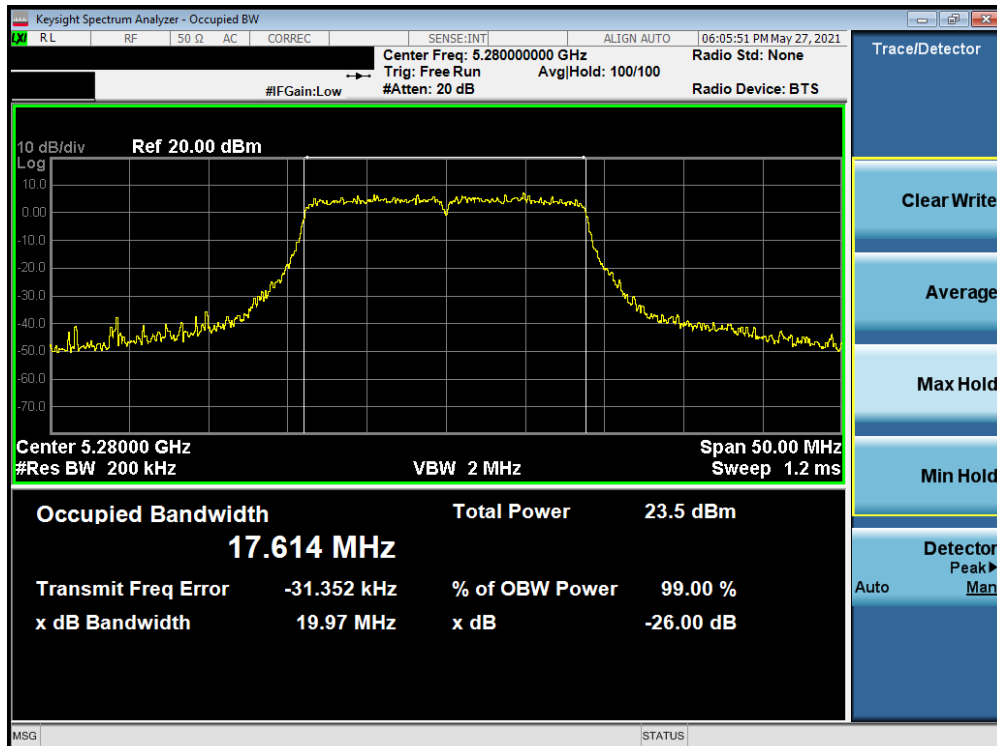 Keysight Spectrum Analyzer - Occupied BW
LXI RL RF 50 Ω AC CORREC SENSE:INT ALIGN AUTO 06:05:51 PM May 27, 2021
Center Freq: 5.280000000 GHz Radio Std: None
Trig: Free Run Avg|Hold: 100/100
#IFGain:Low #Atten: 20 dB Radio Device: BTS
Trace/Detector
10 dB/div Ref 20.00 dBm
Log
10.0
0.00
-10.0
-20.0
-30.0
-40.0
-50.0
-60.0
-70.0
Center 5.28000 GHz Span 50.00 MHz
#Res BW 200 kHz VBW 2 MHz Sweep 1.2 ms
Occupied Bandwidth Total Power 23.5 dBm
17.614 MHz
Transmit Freq Error -31.352 kHz % of OBW Power 99.00 %
x dB Bandwidth 19.97 MHz x dB -26.00 dB
Clear Write
Average
Max Hold
Min Hold
Detector
Peak▶
Auto Man
MSG STATUS